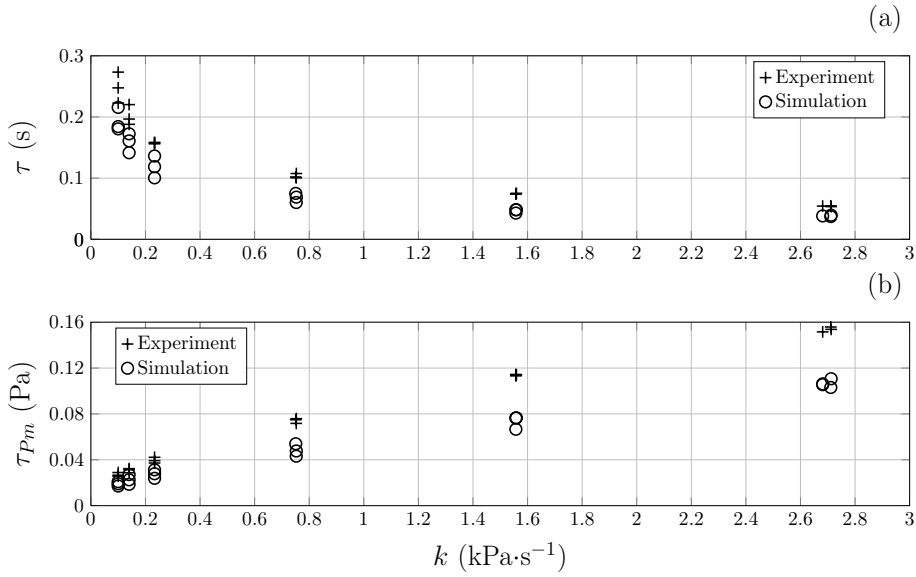 (a)
0.3
0.2
0.1
0
τ (s)
Experiment
Simulation
0 0.2 0.4 0.6 0.8 1 1.2 1.4 1.6 1.8 2 2.2 2.4 2.6 2.8 3
(b)
0.16
0.12
0.08
0.04
0
τPm (Pa)
Experiment
Simulation
0 0.2 0.4 0.6 0.8 1 1.2 1.4 1.6 1.8 2 2.2 2.4 2.6 2.8 3
k (kPa·s⁻¹)